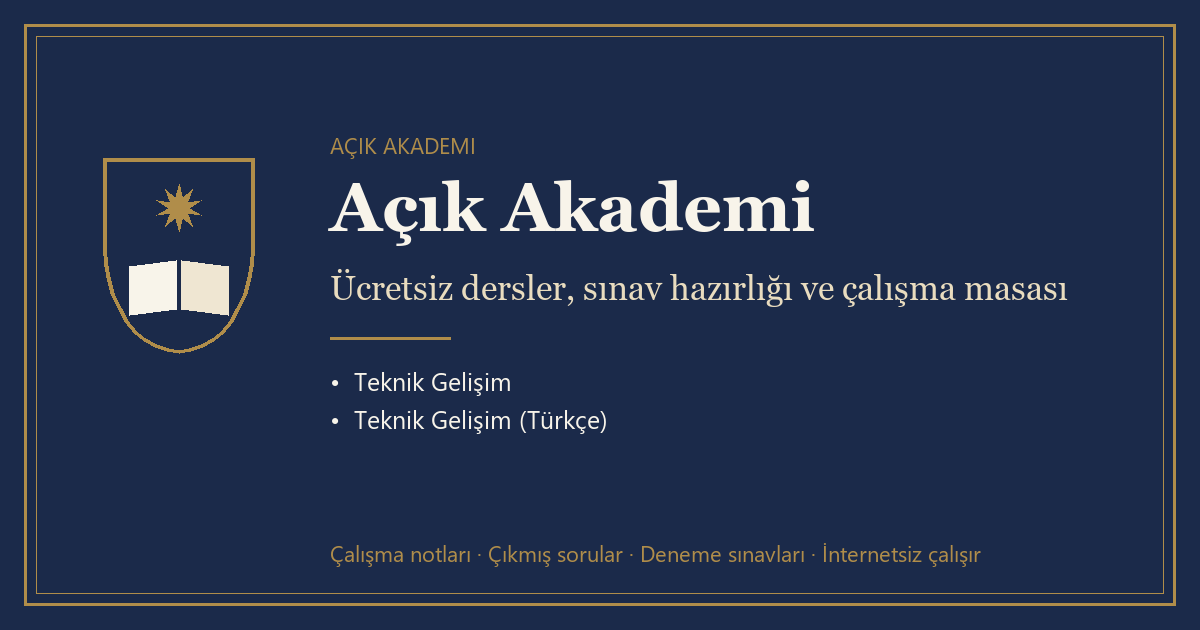 AÇIK AKADEMI
Açık Akademi
Ücretsiz dersler, sınav hazırlığı ve çalışma masası
• Teknik Gelişim
• Teknik Gelişim (Türkçe)
Çalışma notları · Çıkmış sorular · Deneme sınavları · İnternetsiz çalışır